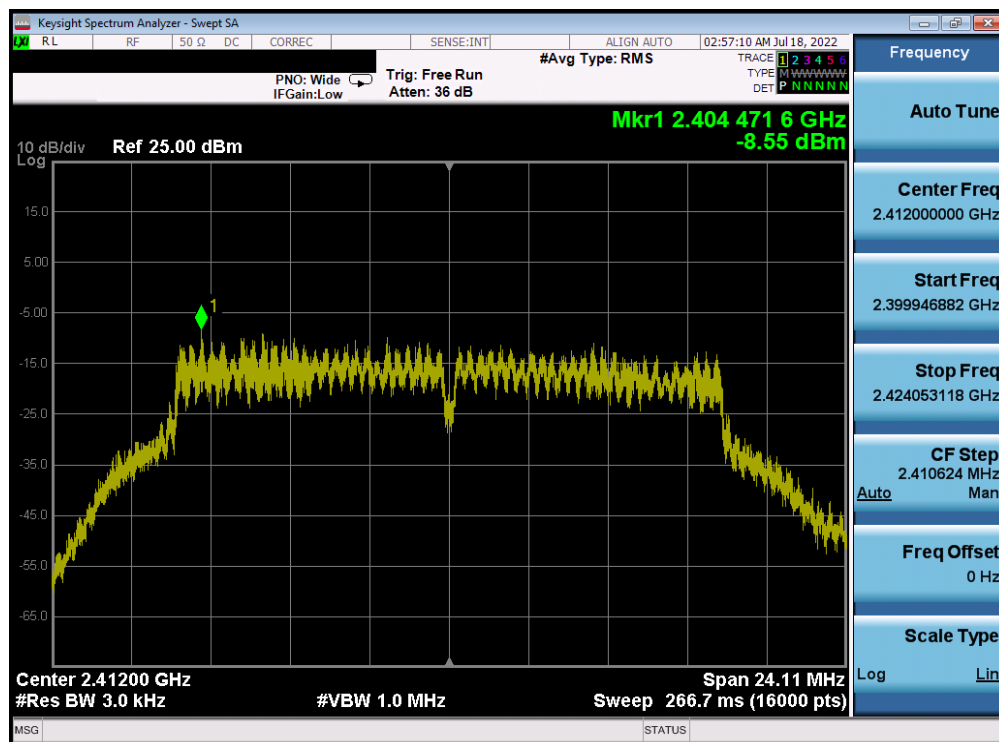 Keysight Spectrum Analyzer - Swept SA
LXI RL RF 50 Ω DC CORREC SENSE:INT ALIGN AUTO 02:57:10 AM Jul 18, 2022
#Avg Type: RMS
TRACE 1 2 3 4 5 6
PNO: Wide Trig: Free Run
TYPE M WWWWW
IFGain:Low Atten: 36 dB
DET P N N N N N
Mkr1 2.404 471 6 GHz
-8.55 dBm
10 dB/div Ref 25.00 dBm
Log
15.0
5.00
1
-5.00
-15.0
-25.0
-35.0
-45.0
-55.0
-65.0
Center 2.41200 GHz Span 24.11 MHz
#Res BW 3.0 kHz #VBW 1.0 MHz Sweep 266.7 ms (16000 pts)
MSG STATUS
Frequency
Auto Tune
Center Freq
2.412000000 GHz
Start Freq
2.399946882 GHz
Stop Freq
2.424053118 GHz
CF Step
2.410624 MHz
Auto Man
Freq Offset
0 Hz
Scale Type
Log Lin